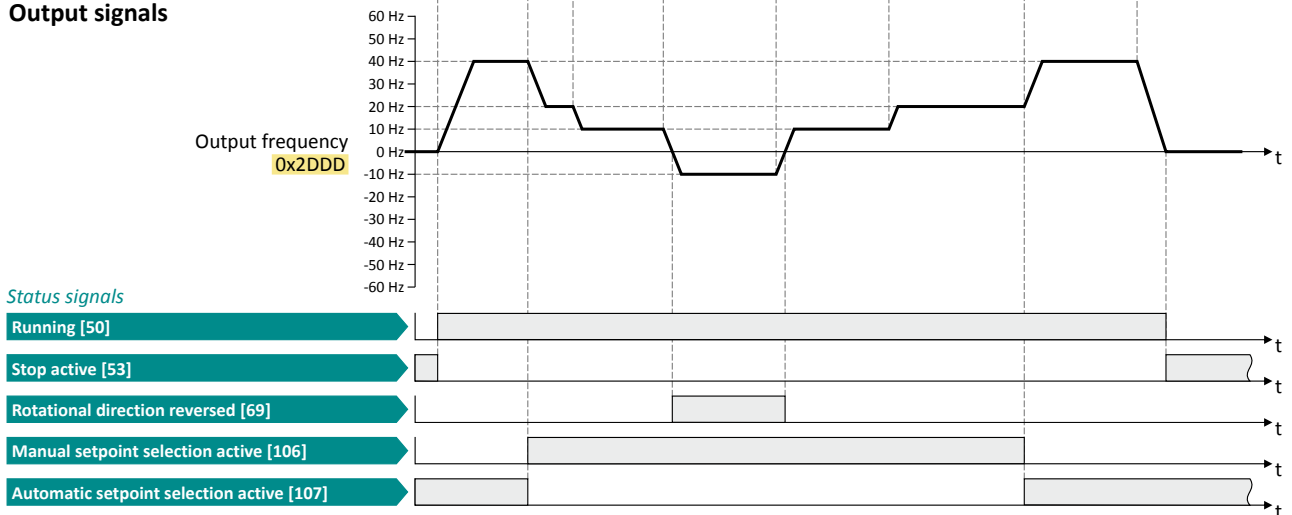 Output signals
60 Hz
50 Hz
40 Hz
30 Hz
20 Hz
10 Hz
0 Hz
-10 Hz
-20 Hz
-30 Hz
-40 Hz
-50 Hz
-60 Hz
Output frequency
0x2DDD
t
Status signals
Running [50]
t
Stop active [53]
t
Rotational direction reversed [69]
t
Manual setpoint selection active [106]
t
Automatic setpoint selection active [107]
t